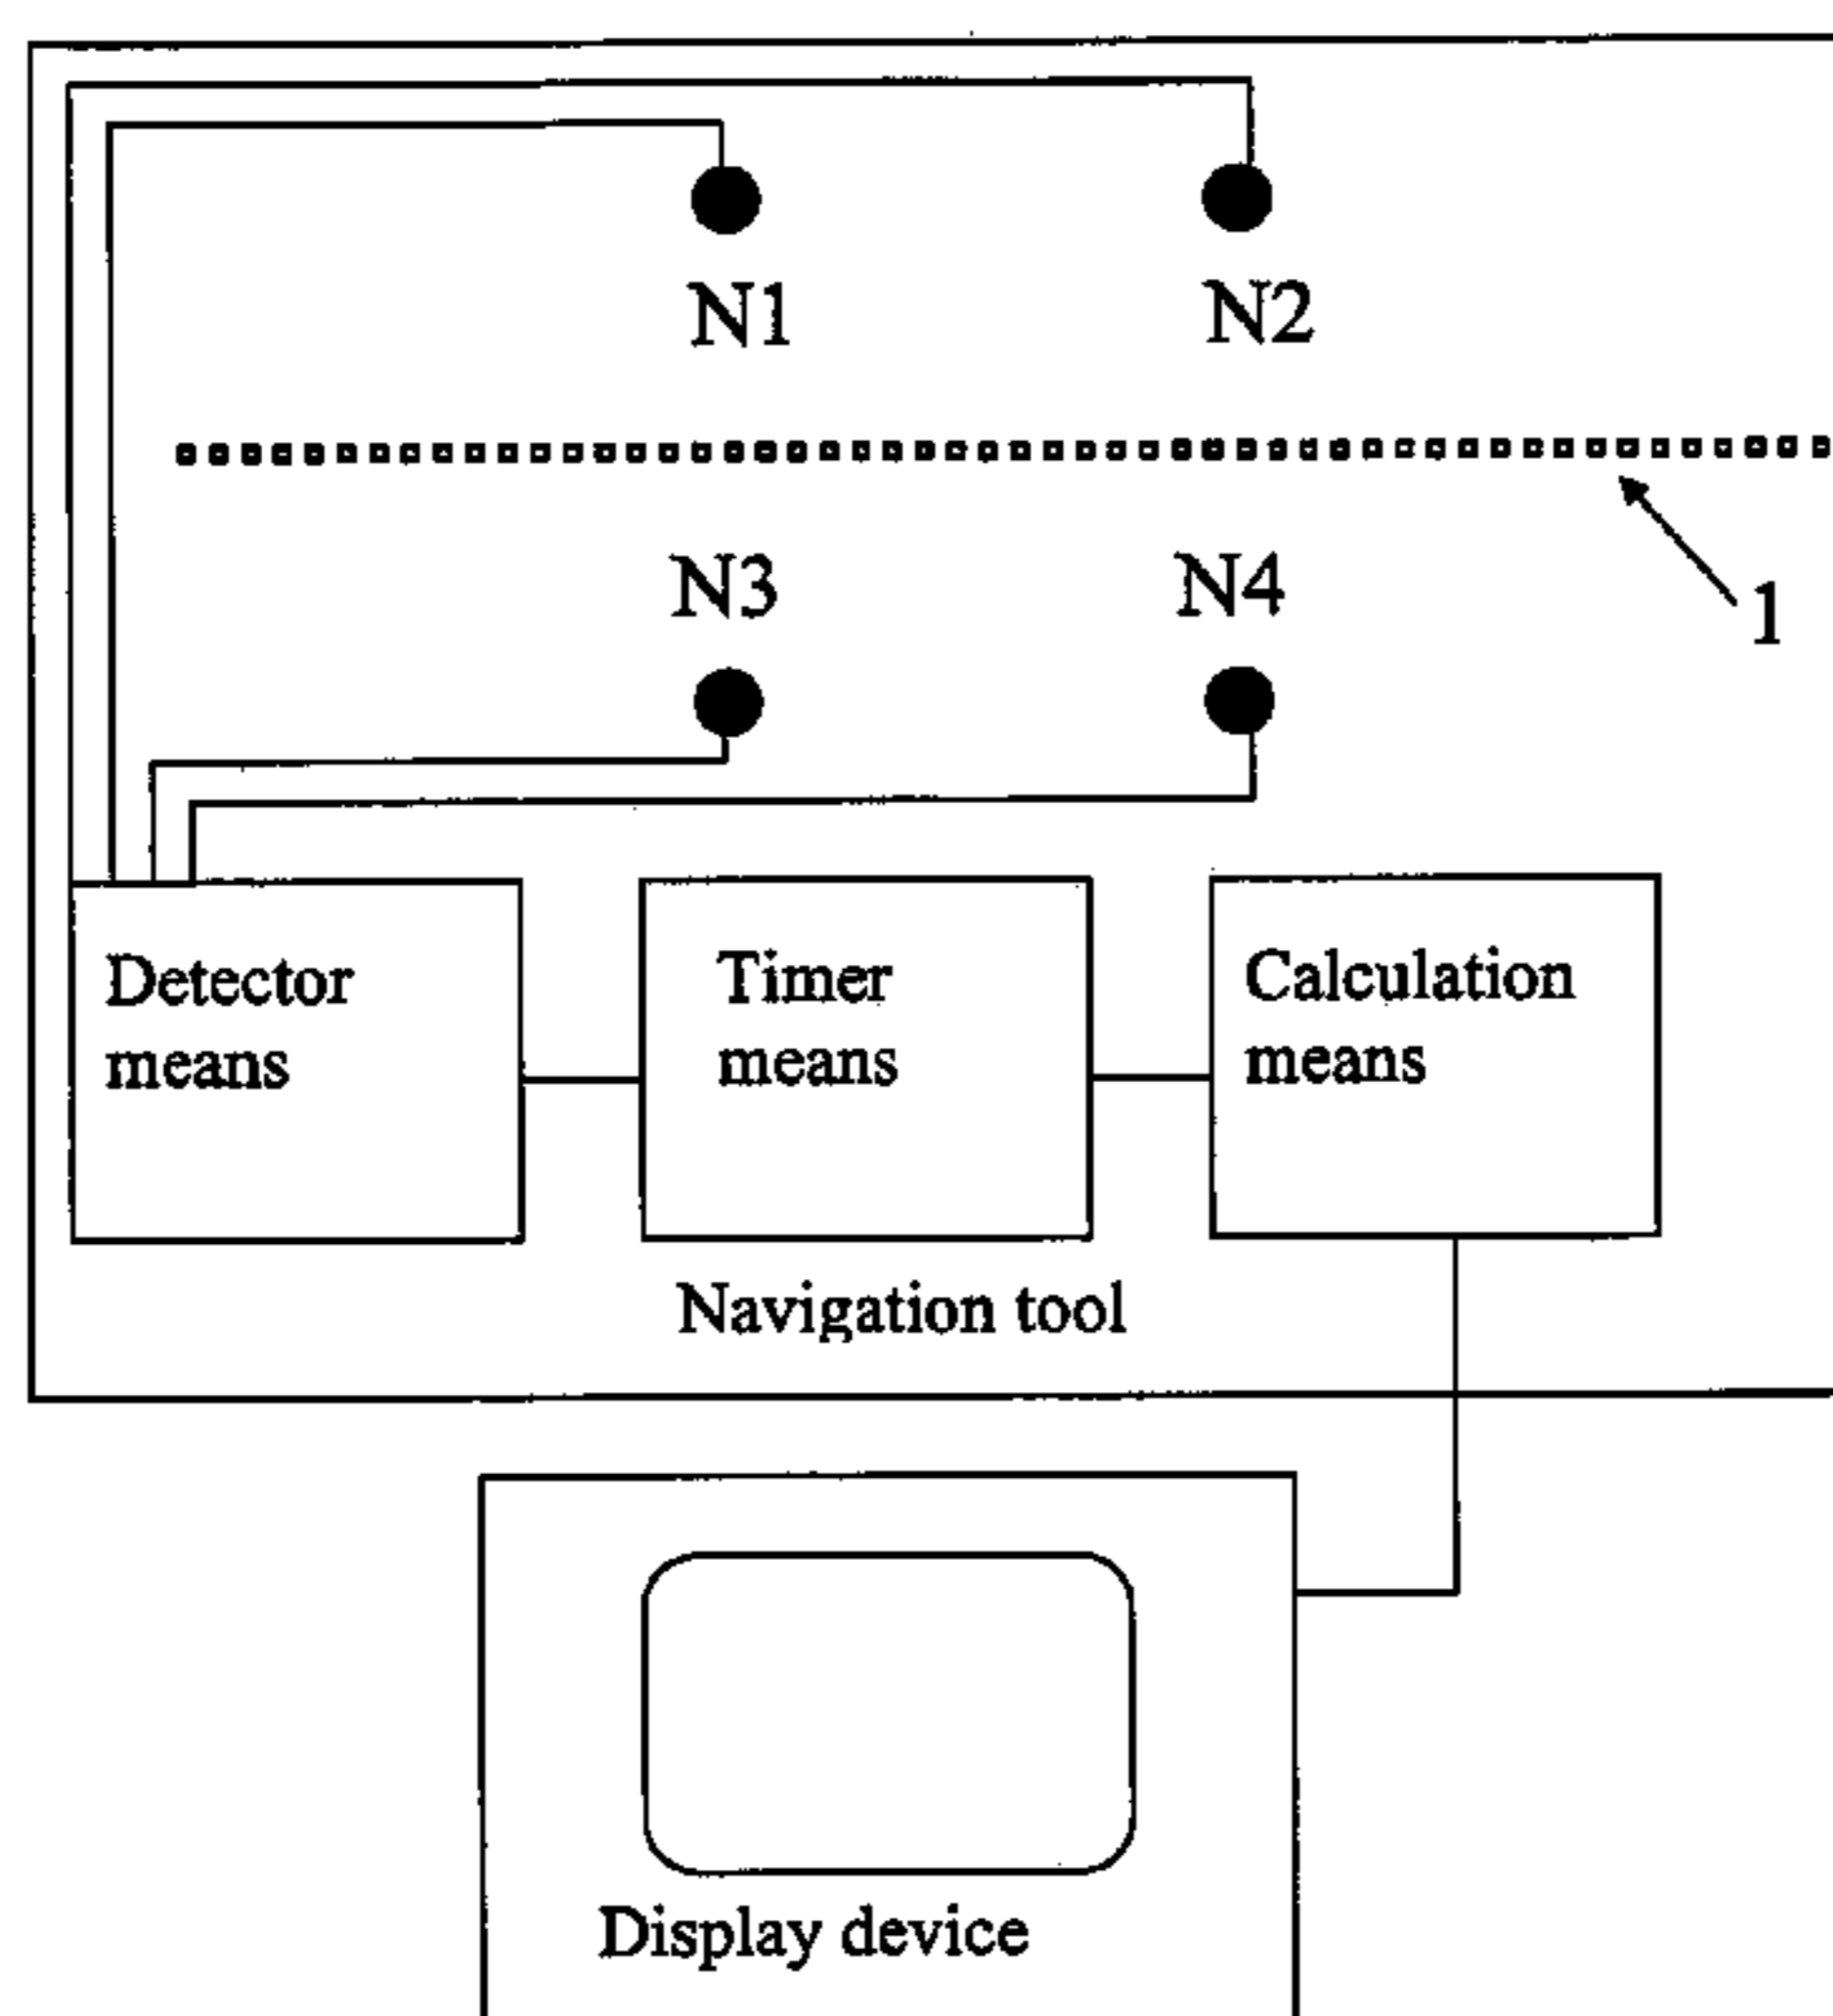 N1
N2
N3
N4
1
Detector
means
Timer
means
Calculation
means
Navigation tool
Display device